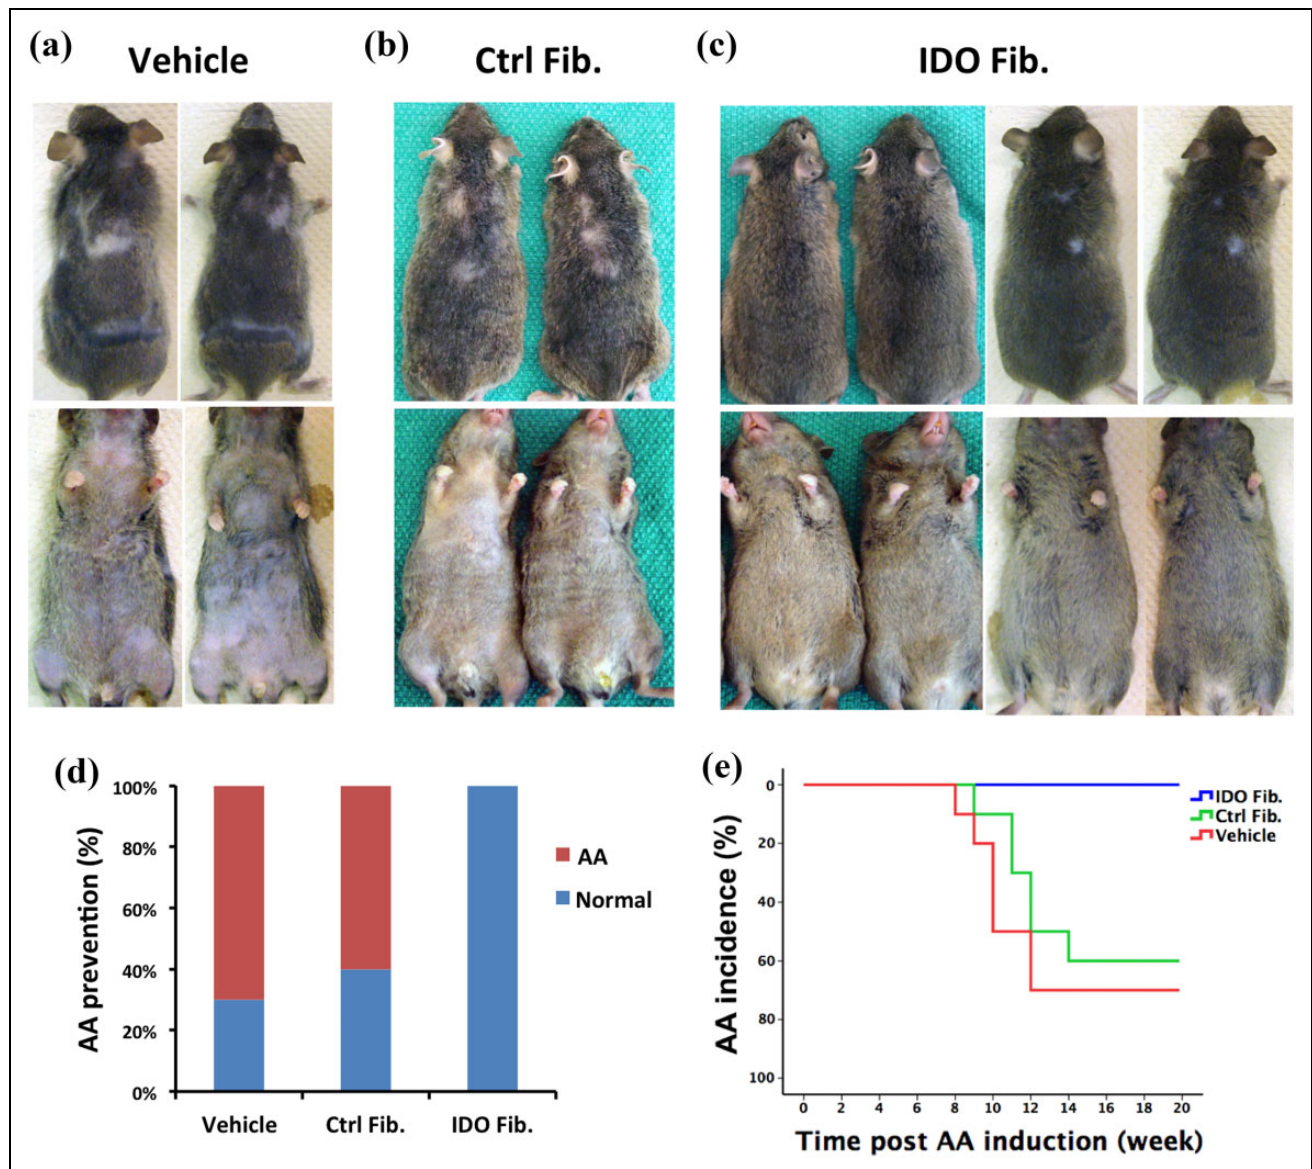 (a) Vehicle (b) Ctrl Fib. (c) IDO Fib.
(d)
100%
80%
60%
40%
20%
0%
AA prevention (%)
AA
Normal
Vehicle Ctrl Fib. IDO Fib.
(e)
0
20
40
60
80
100
AA incidence (%)
IDO Fib.
Ctrl Fib.
Vehicle
0 2 4 6 8 10 12 14 16 18 20
Time post AA induction (week)